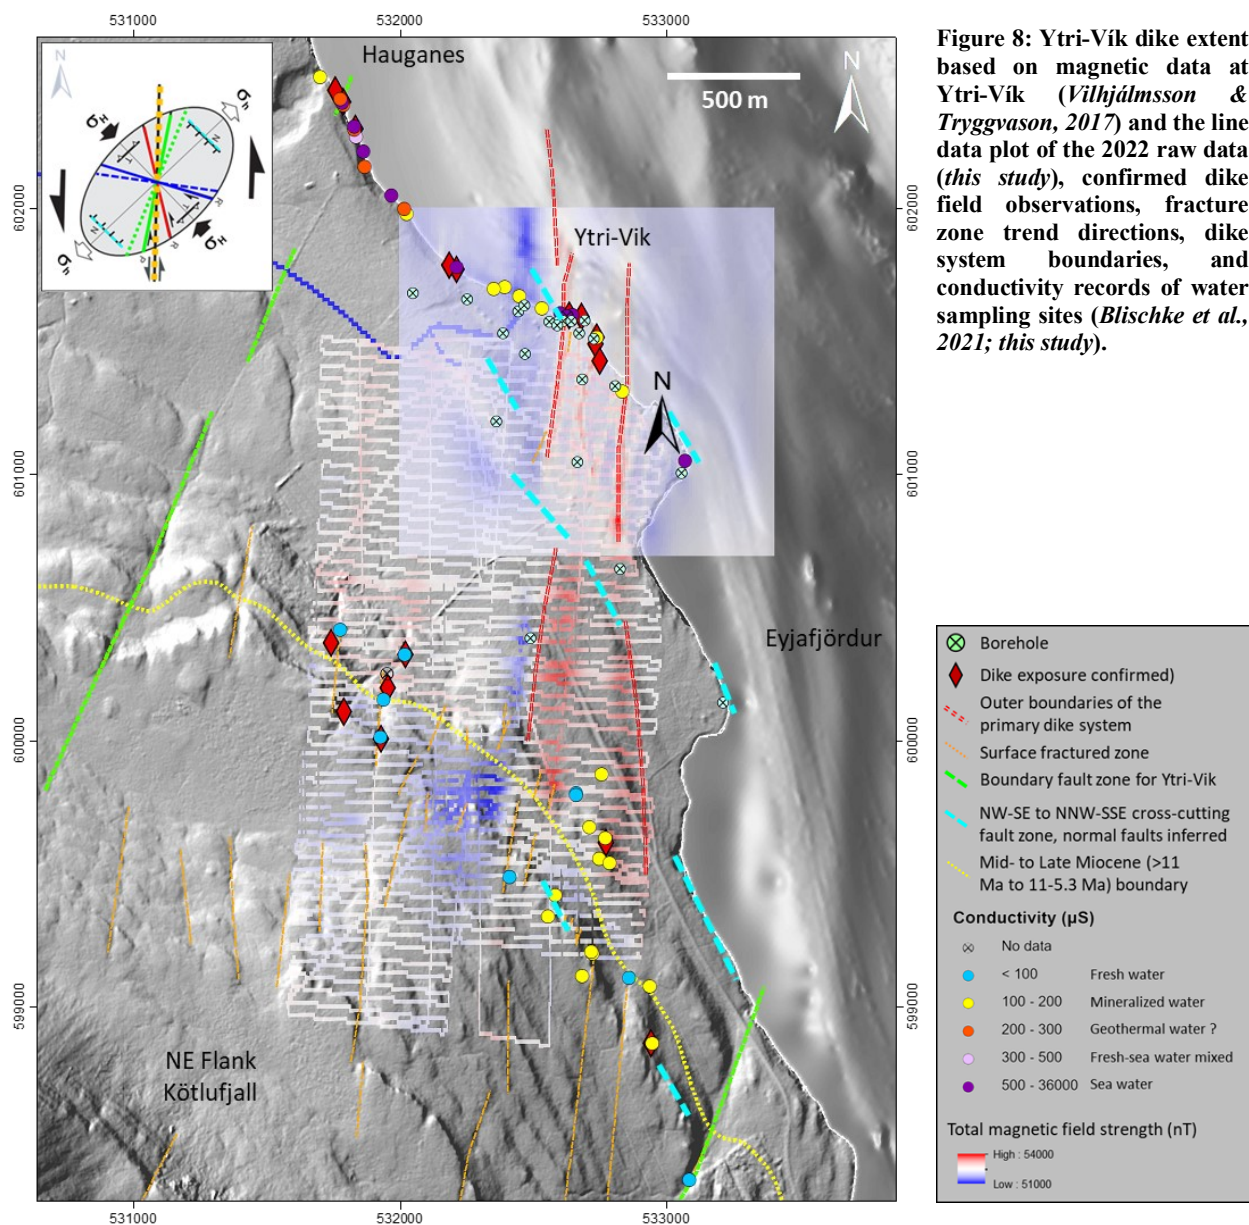 531000
532000
533000
Hauganes
500 m
N
N
σh
σH
σH
σh
N
T
R
R
P
T
N
602000
602000
Ytri-Vik
N
601000
601000
Eyjafjördur
600000
600000
599000
599000
NE Flank
Kötlufjall
531000
532000
533000
Figure 8: Ytri-Vík dike extent
based on magnetic data at
Ytri-Vík (Vilhjálmsson &
Tryggvason, 2017) and the line
data plot of the 2022 raw data
(this study), confirmed dike
field observations, fracture
zone trend directions, dike
system boundaries, and
conductivity records of water
sampling sites (Blischke et al.,
2021; this study).
Borehole
Dike exposure confirmed)
Outer boundaries of the
primary dike system
Surface fractured zone
Boundary fault zone for Ytri-Vik
NW-SE to NNW-SSE cross-cutting
fault zone, normal faults inferred
Mid- to Late Miocene (>11
Ma to 11-5.3 Ma) boundary
Conductivity (µS)
No data
< 100 Fresh water
100 - 200 Mineralized water
200 - 300 Geothermal water ?
300 - 500 Fresh-sea water mixed
500 - 36000 Sea water
Total magnetic field strength (nT)
High : 54000
Low : 51000